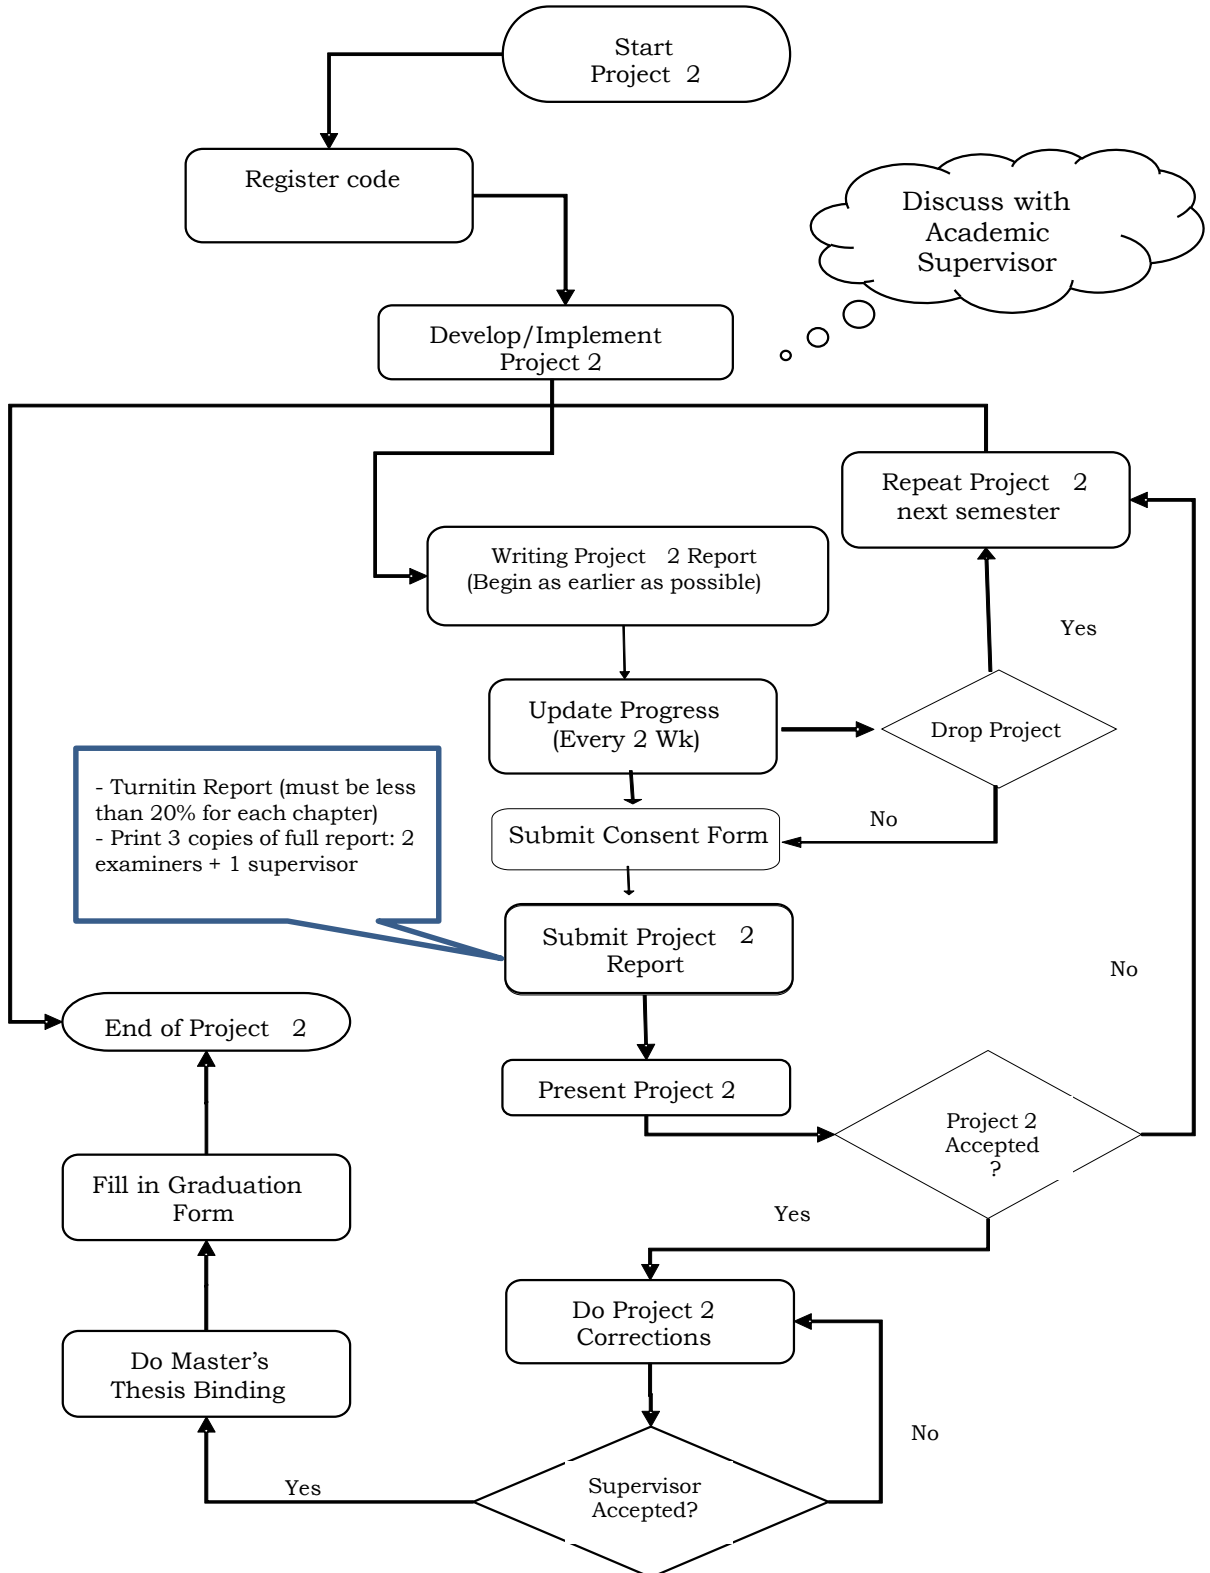 Start
Project 2
Register code
Discuss with
Academic
Supervisor
Develop/Implement
Project 2
Repeat Project 2
next semester
Writing Project 2 Report
(Begin as earlier as possible)
Yes
Update Progress
(Every 2 Wk)
Drop Project
- Turnitin Report (must be less
than 20% for each chapter)
- Print 3 copies of full report: 2
examiners + 1 supervisor
No
Submit Consent Form
Submit Project 2
Report
No
End of Project 2
Present Project 2
Project 2
Accepted
?
Fill in Graduation
Form
Yes
Do Project 2
Corrections
Do Master's
Thesis Binding
No
Yes
Supervisor
Accepted?